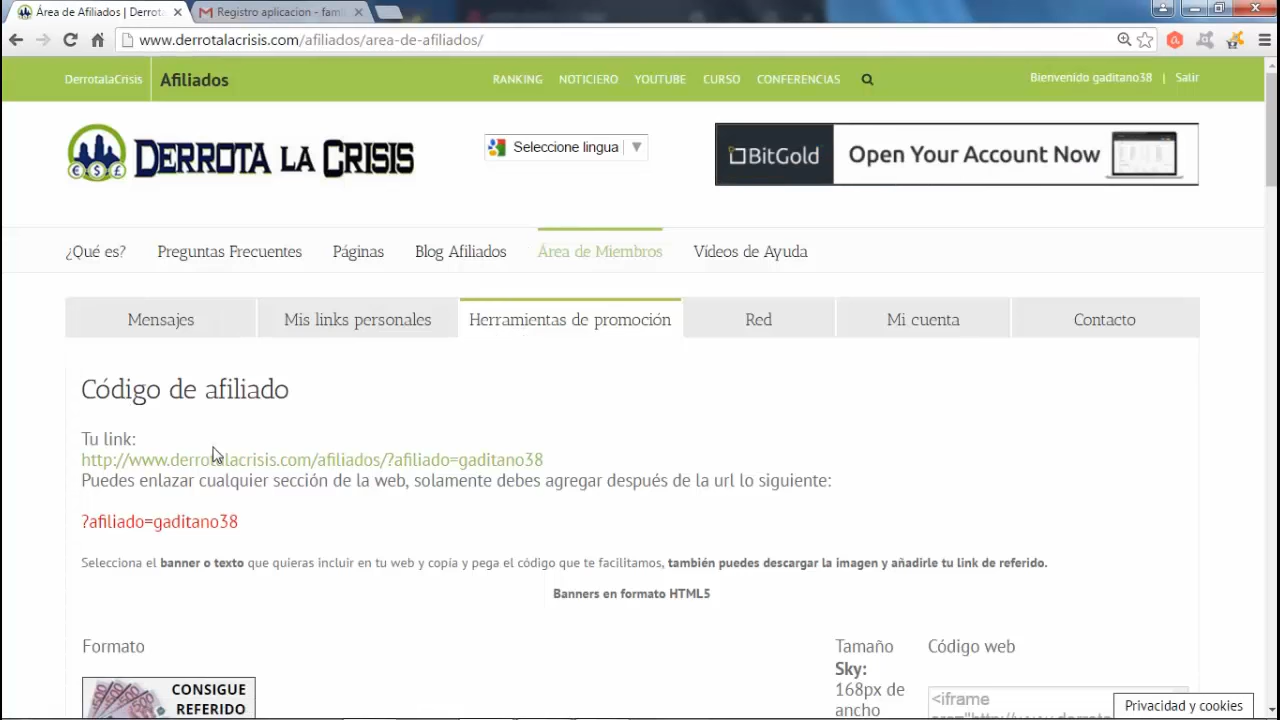 Área de Afiliados | Derrota
Registro aplicacion - fami
www.derrotalacrisis.com/afiliados/area-de-afiliados/
DerrotalaCrisis
Afiliados
RANKING NOTICIERO YOUTUBE CURSO CONFERENCIAS
Bienvenido gaditano38 | Salir
DERROTA LA CRISIS
€ $ £
Seleccione lingua ▼
BitGold
Open Your Account Now
¿Qué es? Preguntas Frecuentes Páginas Blog Afiliados Área de Miembros Vídeos de Ayuda
Mensajes Mis links personales Herramientas de promoción Red Mi cuenta Contacto
Código de afiliado
Tu link:
http://www.derrotalacrisis.com/afiliados/?afiliado=gaditano38
Puedes enlazar cualquier sección de la web, solamente debes agregar después de la url lo siguiente:
?afiliado=gaditano38
Selecciona el banner o texto que quieras incluir en tu web y copia y pega el código que te facilitamos, también puedes descargar la imagen y añadirle tu link de referido.
Banners en formato HTML5
Formato Tamaño Código web
CONSIGUE
REFERIDO
Sky:
168px de
ancho
<iframe
Privacidad y cookies